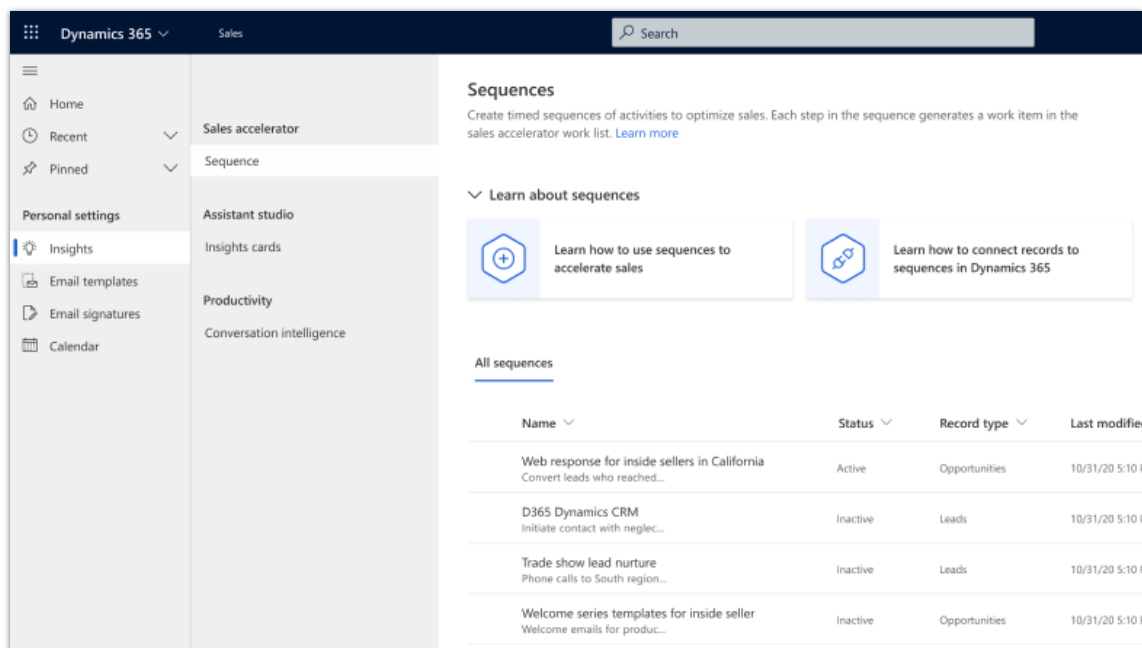 Dynamics 365
Sales
Search
Home
Recent
Pinned
Personal settings
Insights
Email templates
Email signatures
Calendar
Sales accelerator
Sequence
Assistant studio
Insights cards
Productivity
Conversation intelligence
Sequences
Create timed sequences of activities to optimize sales. Each step in the sequence generates a work item in the
sales accelerator work list. Learn more
Learn about sequences
Learn how to use sequences to
accelerate sales
Learn how to connect records to
sequences in Dynamics 365
All sequences
Name Status Record type Last modified
Web response for inside sellers in California Active Opportunities 10/31/20 5:10
Convert leads who reached...
D365 Dynamics CRM Inactive Leads 10/31/20 5:10
Initiate contact with neglec...
Trade show lead nurture Inactive Leads 10/31/20 5:10
Phone calls to South region...
Welcome series templates for inside seller Inactive Opportunities 10/31/20 5:10
Welcome emails for produc...